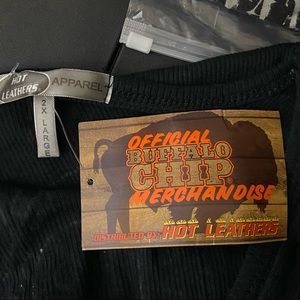 HOT
LEATHERS
APPAREL
2X LARGE
OFFICIAL
BUFFALO
CHIP
MERCHANDISE
DISTRIBUTED BY: HOT LEATHERS